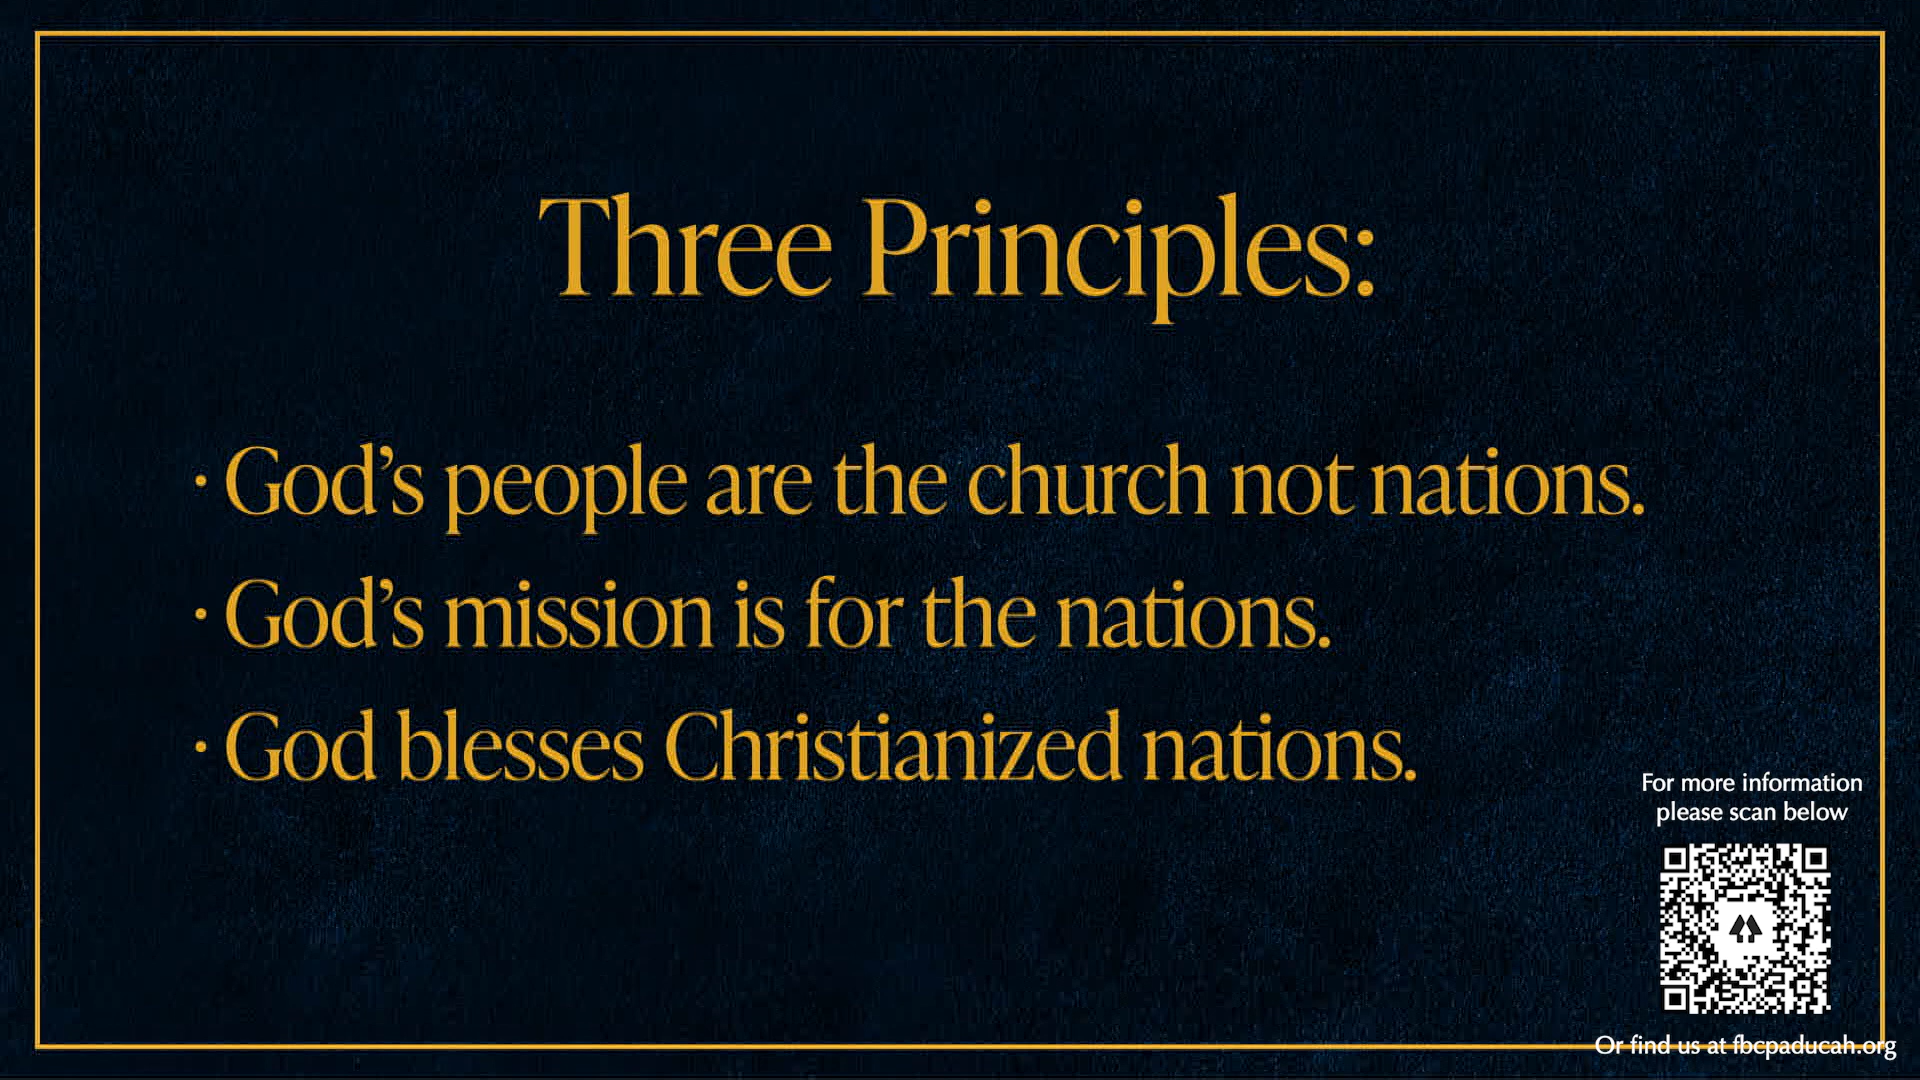 Three Principles:
· God’s people are the church not nations.
· God’s mission is for the nations.
· God blesses Christianized nations.
For more information
please scan below
Or find us at fbcpaducah.org